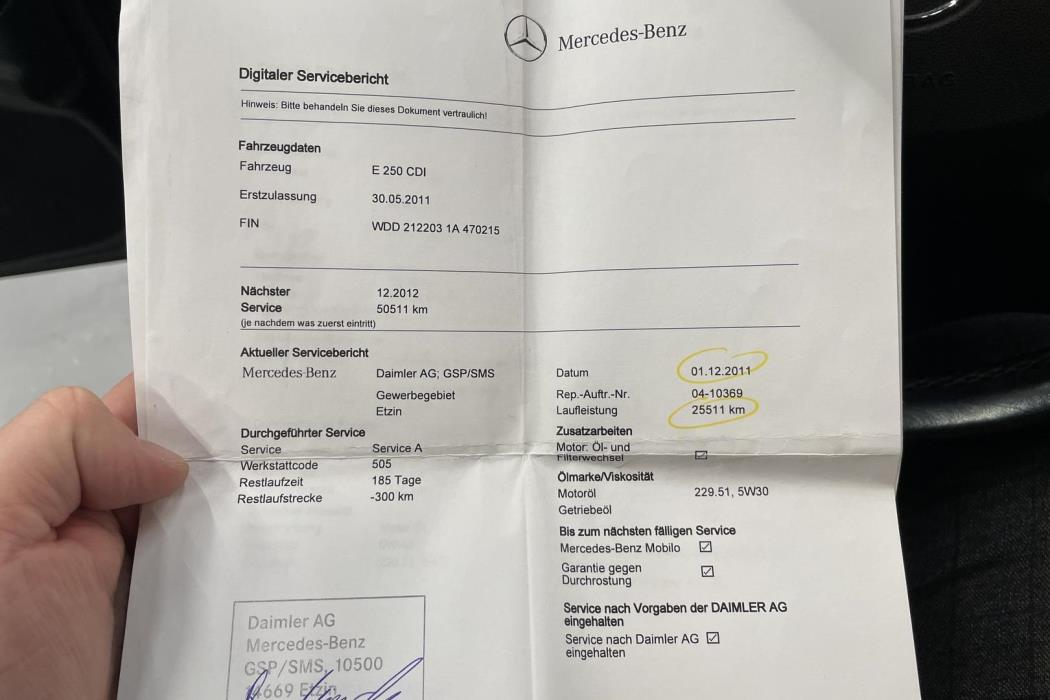 Mercedes-Benz
Digitaler Servicebericht
Hinweis: Bitte behandeln Sie dieses Dokument vertraulich!
Fahrzeugdaten
Fahrzeug E 250 CDI
Erstzulassung 30.05.2011
FIN WDD 212203 1A 470215
Nächster 12.2012
Service 50511 km
(je nachdem was zuerst eintritt)
Aktueller Servicebericht
Mercedes-Benz Daimler AG; GSP/SMS
Gewerbegebiet
Etzin
Durchgeführter Service
Service Service A
Werkstattcode 505
Restlaufzeit 185 Tage
Restlaufstrecke -300 km
Datum 01.12.2011
Rep.-Auftr.-Nr. 04-10369
Laufleistung 25511 km
Zusatzarbeiten
Motor: Öl- und
Filterwechsel
Ölmarke/Viskosität
Motoröl 229.51, 5W30
Getriebeöl
Bis zum nächsten fälligen Service
Mercedes-Benz Mobilo
Garantie gegen
Durchrostung
Service nach Vorgaben der DAIMLER AG
eingehalten
Service nach Daimler AG
eingehalten
Daimler AG
Mercedes-Benz
GSP/SMS, 10500
14669 Etzin